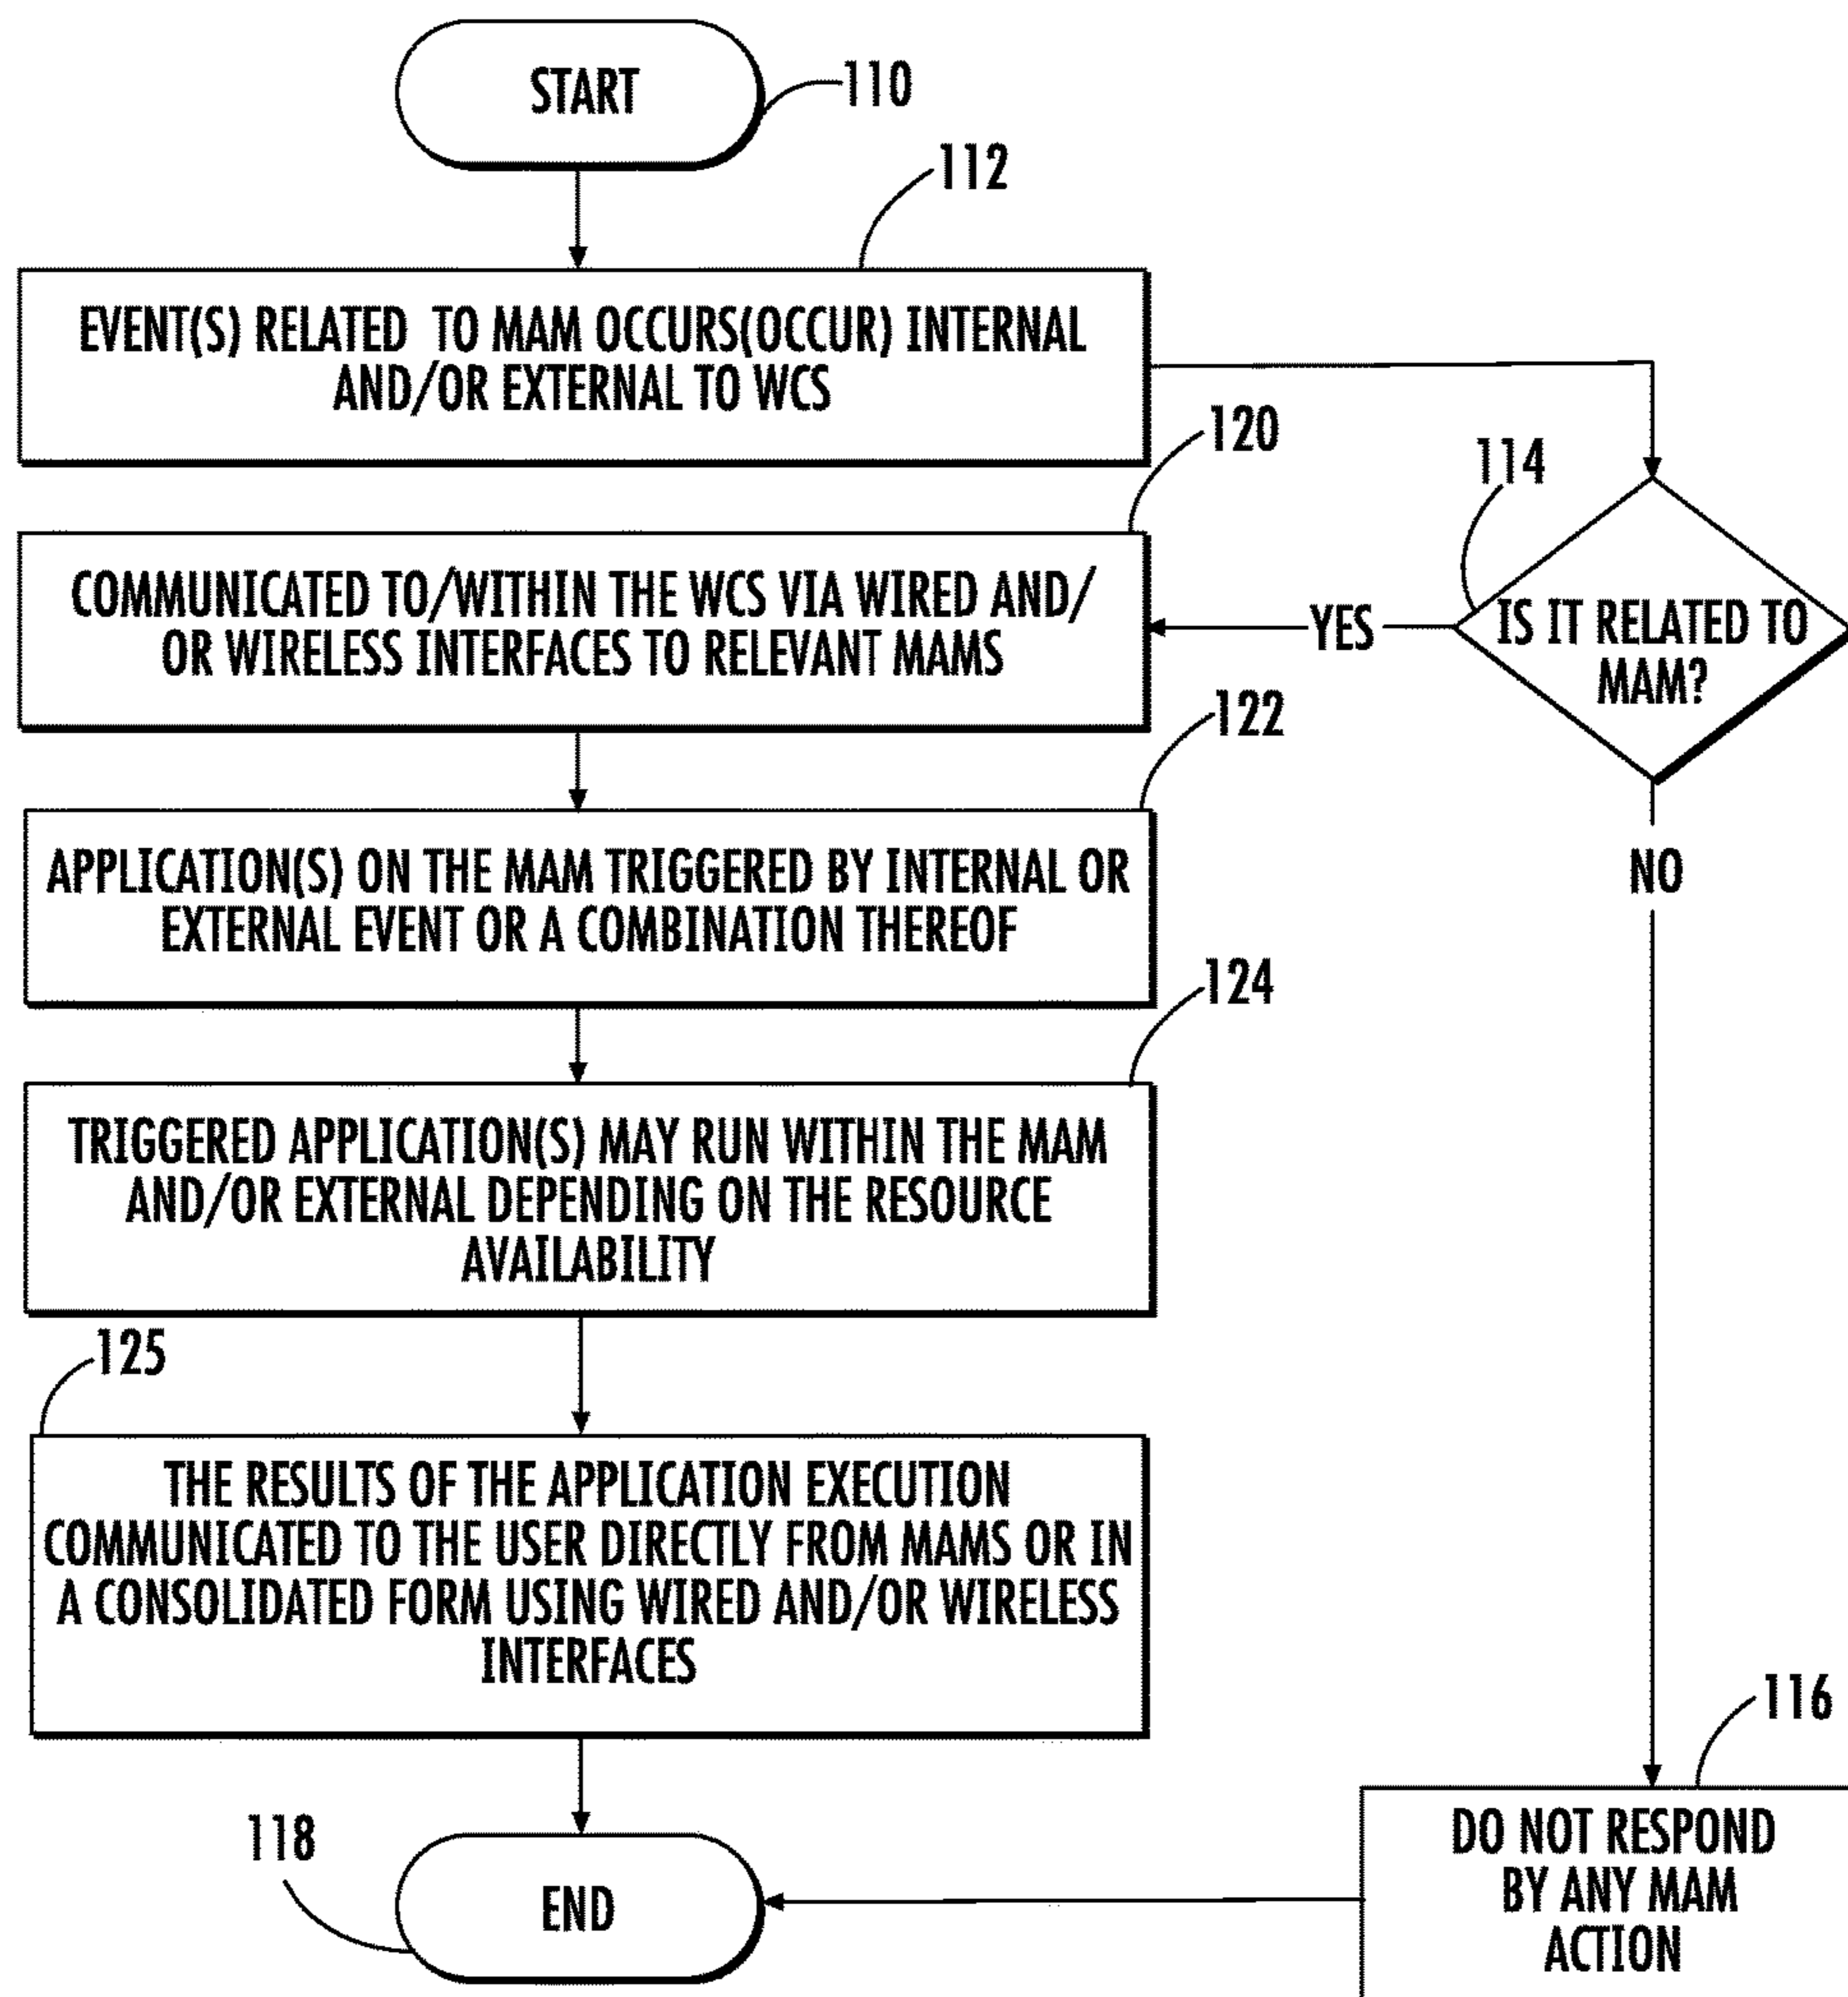 START
110
112
EVENT(S) RELATED TO MAM OCCURS(OCCUR) INTERNAL
AND/OR EXTERNAL TO WCS
120
114
COMMUNICATED TO/WITHIN THE WCS VIA WIRED AND/
OR WIRELESS INTERFACES TO RELEVANT MAMS
YES
IS IT RELATED TO
MAM?
122
APPLICATION(S) ON THE MAM TRIGGERED BY INTERNAL OR
EXTERNAL EVENT OR A COMBINATION THEREOF
NO
124
TRIGGERED APPLICATION(S) MAY RUN WITHIN THE MAM
AND/OR EXTERNAL DEPENDING ON THE RESOURCE
AVAILABILITY
125
THE RESULTS OF THE APPLICATION EXECUTION
COMMUNICATED TO THE USER DIRECTLY FROM MAMS OR IN
A CONSOLIDATED FORM USING WIRED AND/OR WIRELESS
INTERFACES
116
DO NOT RESPOND
BY ANY MAM
ACTION
118
END